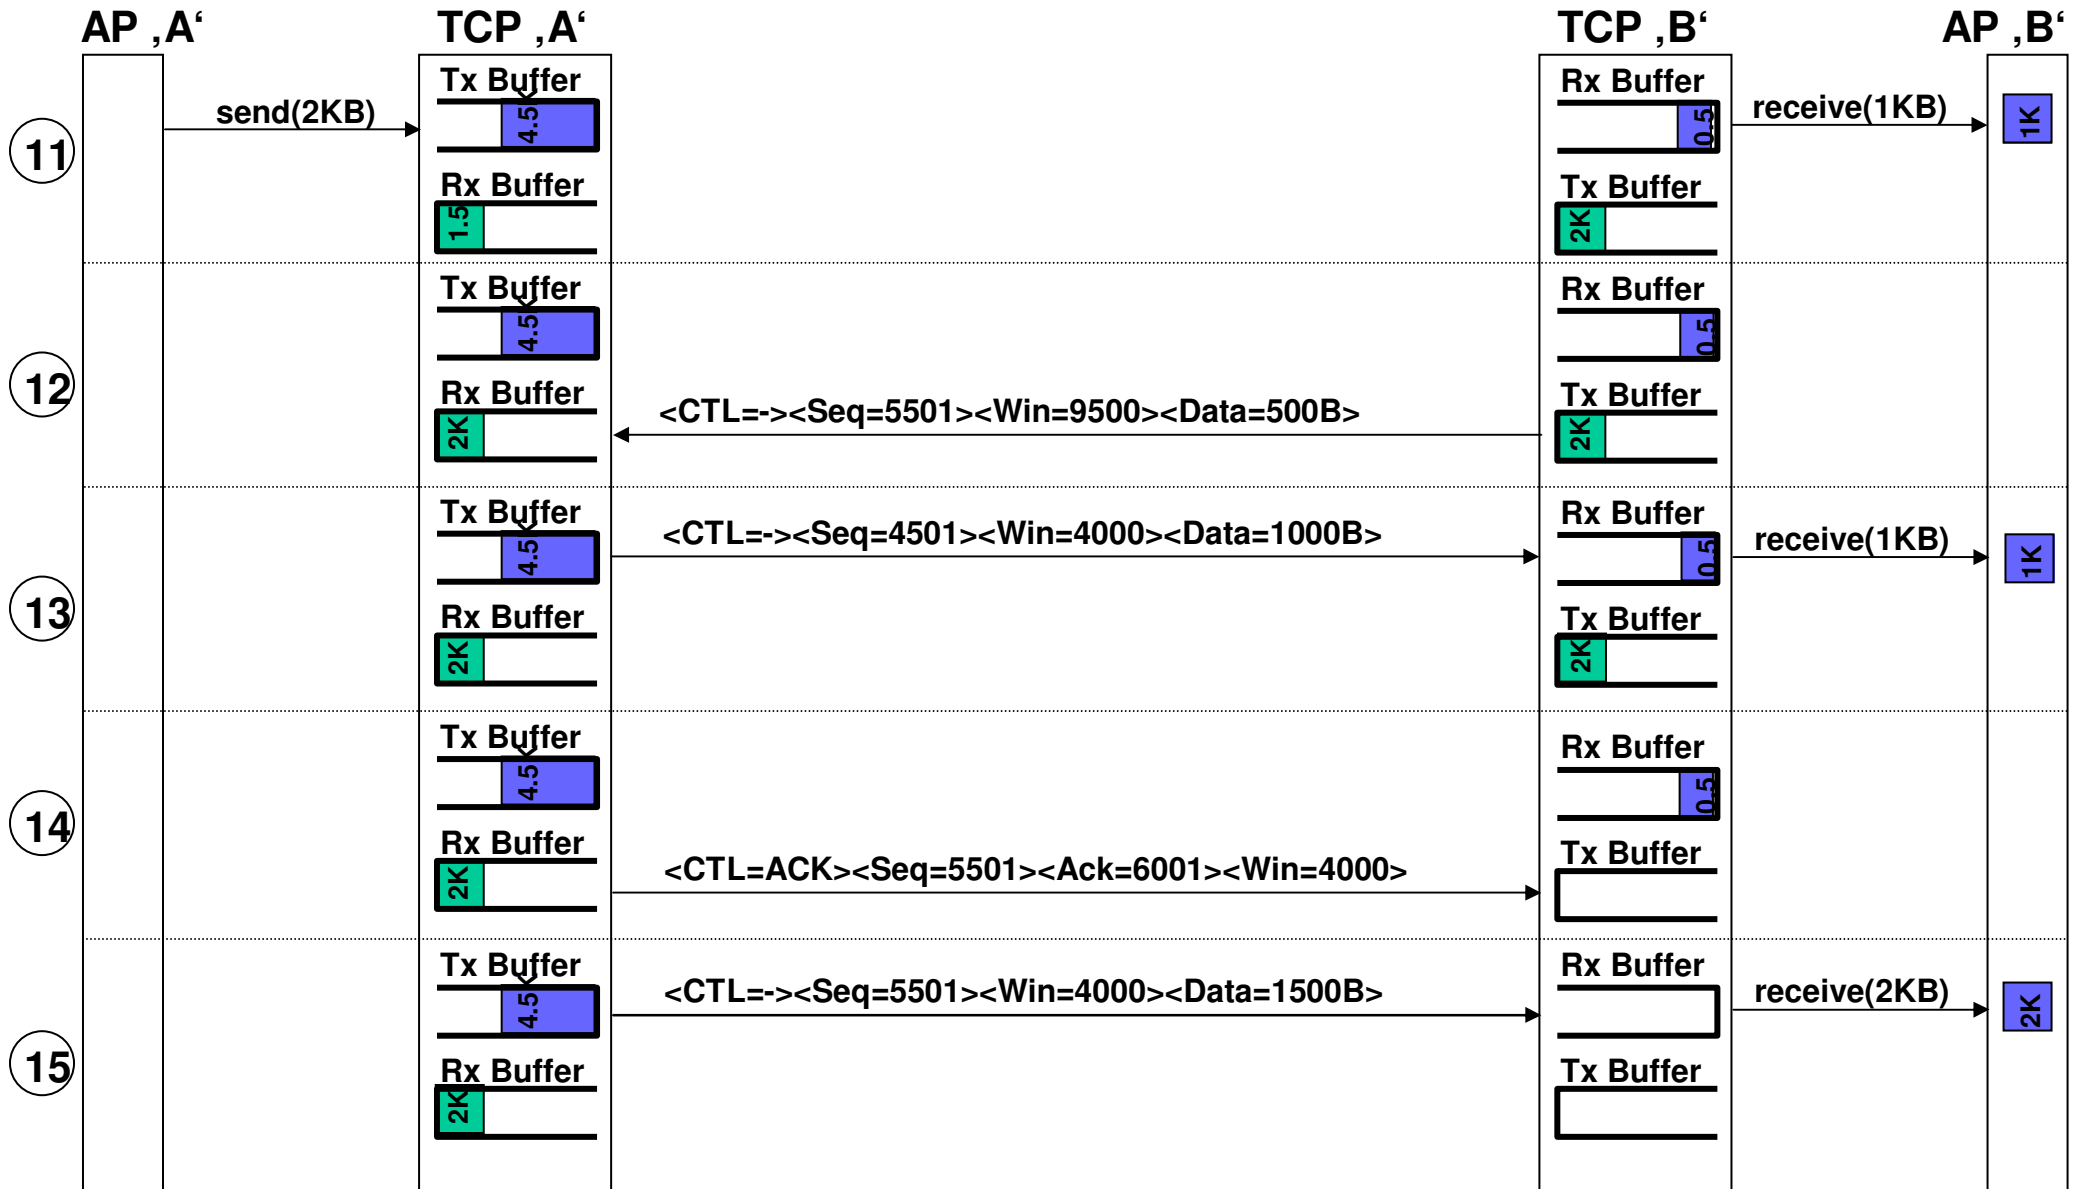 AP ‚A‘
TCP ‚A‘
TCP ‚B‘
AP ‚B‘
11
send(2KB)
Tx Buffer
4.5K
Rx Buffer
1.5
Rx Buffer
0.5
Tx Buffer
2K
receive(1KB)
1K
12
Tx Buffer
4.5K
Rx Buffer
2K
<CTL=-><Seq=5501><Win=9500><Data=500B>
Rx Buffer
0.5
Tx Buffer
2K
13
Tx Buffer
4.5K
Rx Buffer
2K
<CTL=-><Seq=4501><Win=4000><Data=1000B>
Rx Buffer
0.5
Tx Buffer
2K
receive(1KB)
1K
14
Tx Buffer
4.5K
Rx Buffer
2K
<CTL=ACK><Seq=5501><Ack=6001><Win=4000>
Rx Buffer
0.5
Tx Buffer
15
Tx Buffer
4.5K
Rx Buffer
2K
<CTL=-><Seq=5501><Win=4000><Data=1500B>
Rx Buffer
Tx Buffer
receive(2KB)
2K